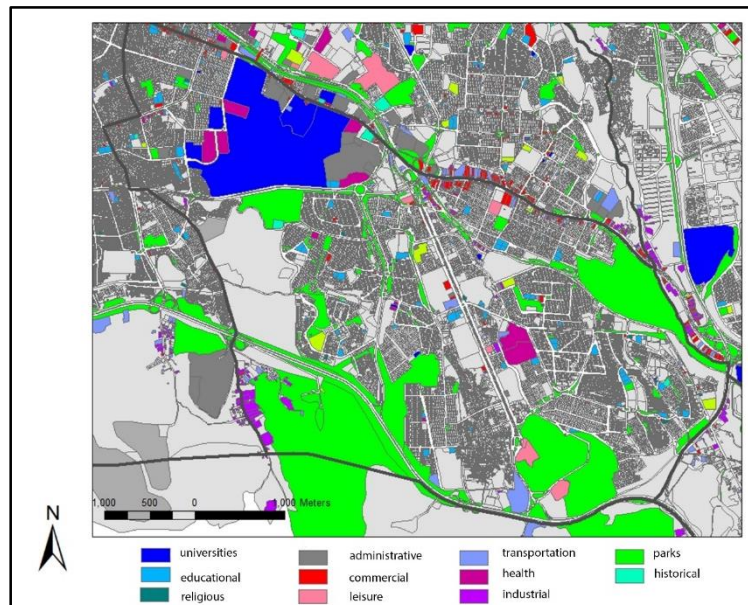 1,000 500 0 1,000 Meters
N
universities administrative transportation parks
educational commercial health historical
religious leisure industrial